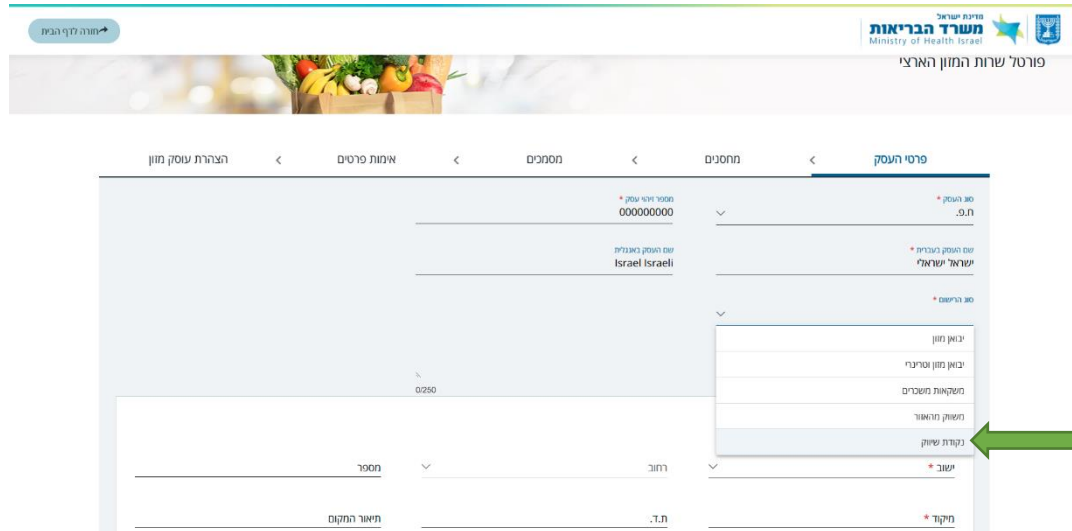 מדינת ישראל
משרד הבריאות
Ministry of Health Israel
חזרה לדף הבית
פורטל שרות המזון הארצי
פרטי העסק
מחסנים
מסמכים
אימות פרטים
הצהרת עוסק מזון
סוג העסק *
ח.פ.
מספר זיהוי עסק *
000000000
שם העסק בעברית *
ישראל ישראלי
שם העסק באנגלית
Israel Israeli
סוג הרישום *
יבואן מזון
יבואן מזון וטרינרי
משקאות משכרים
משווק מהאזור
נקודת שיווק
0/250
ישוב *
רחוב
מספר
מיקוד *
ת.ד.
תיאור המקום